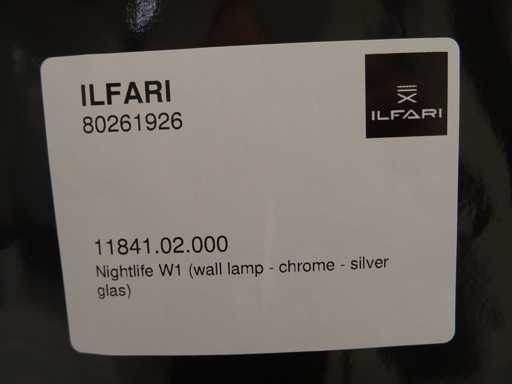 ILFARI
80261926
ILFARI
11841.02.000
Nightlife W1 (wall lamp - chrome - silver
glas)